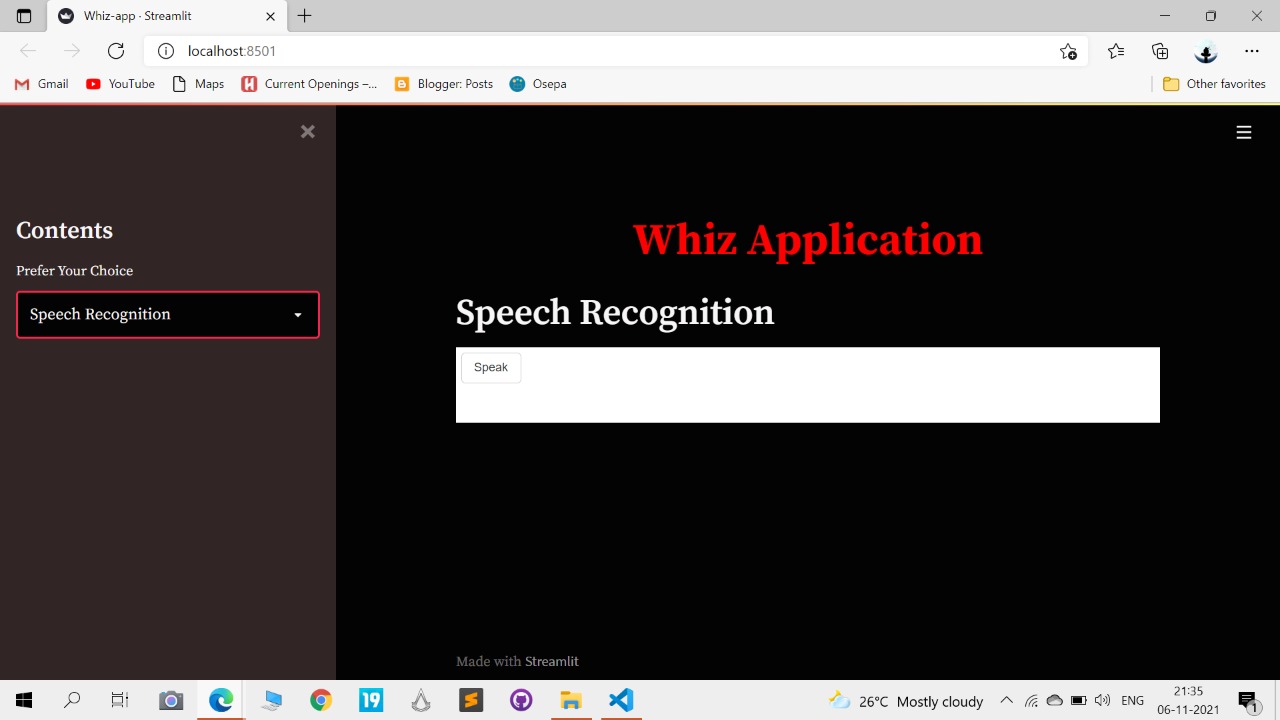 Whiz-app · Streamlit
localhost:8501
Gmail YouTube Maps Current Openings –... Blogger: Posts Osepa Other favorites
Contents
Prefer Your Choice
Speech Recognition
Whiz Application
Speech Recognition
Speak
Made with Streamlit
19
26°C Mostly cloudy
ENG
21:35
06-11-2021
1